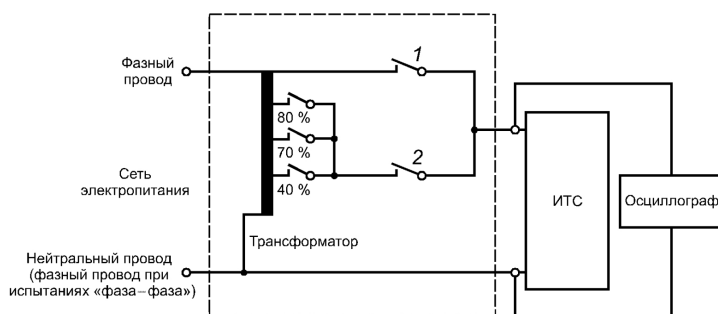 Фазный
провод
1
80 %
70 %
2
40 %
Сеть
электропитания
ИТС
Осциллограф
Трансформатор
Нейтральный провод
(фазный провод при
испытаниях «фаза–фаза»)